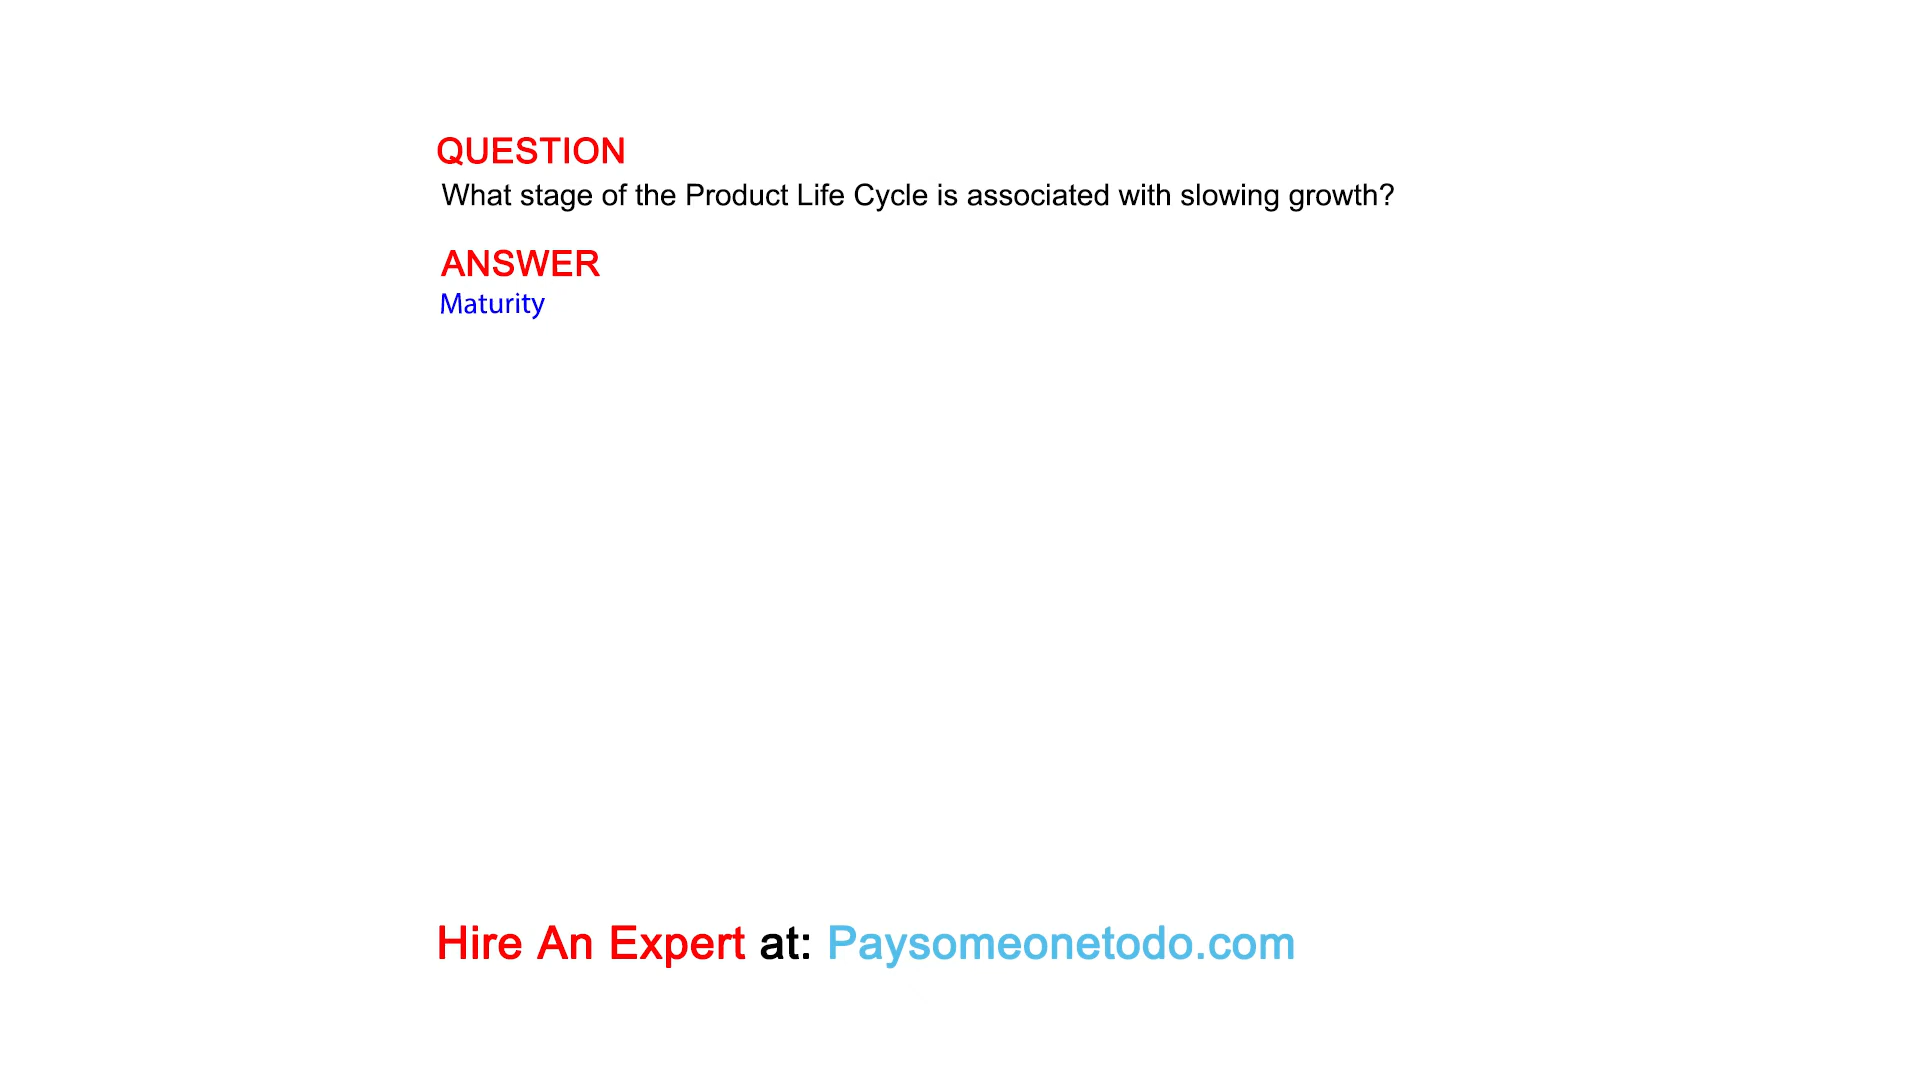 QUESTION
What stage of the Product Life Cycle is associated with slowing growth?
ANSWER
Maturity
Hire An Expert at: Paysomeonetodo.com